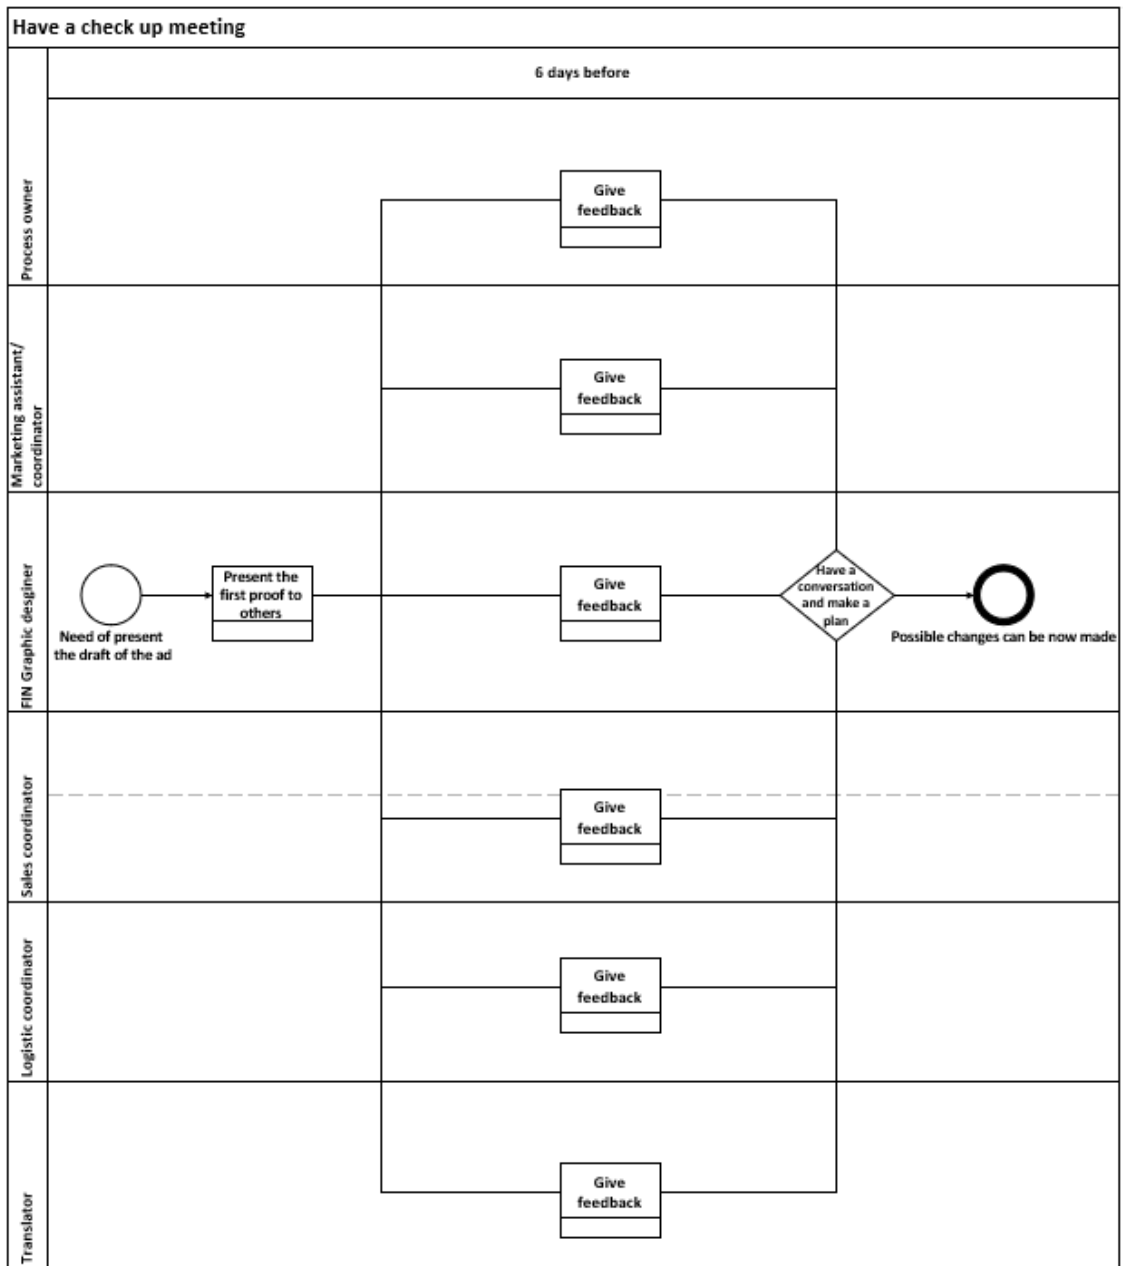 Have a check up meeting
6 days before
Process owner
Give
feedback
Marketing assistant/
coordinator
Give
feedback
FIN Graphic desginer
Need of present
the draft of the ad
Present the
first proof to
others
Give
feedback
Have a
conversation
and make a
plan
Possible changes can be now made
Sales coordinator
Give
feedback
Logistic coordinator
Give
feedback
Translator
Give
feedback